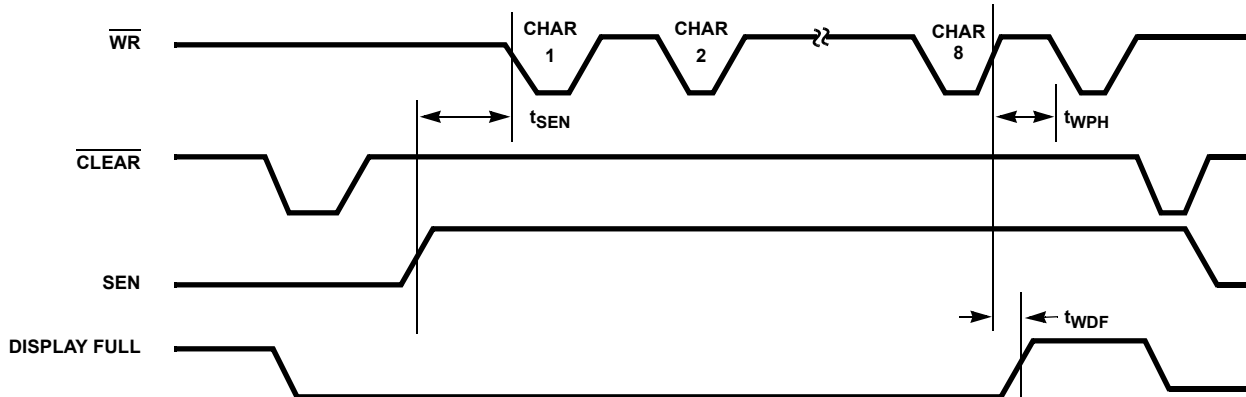 WR
CHAR
1
CHAR
2
CHAR
8
tSEN
tWPH
CLEAR
SEN
tWDF
DISPLAY FULL